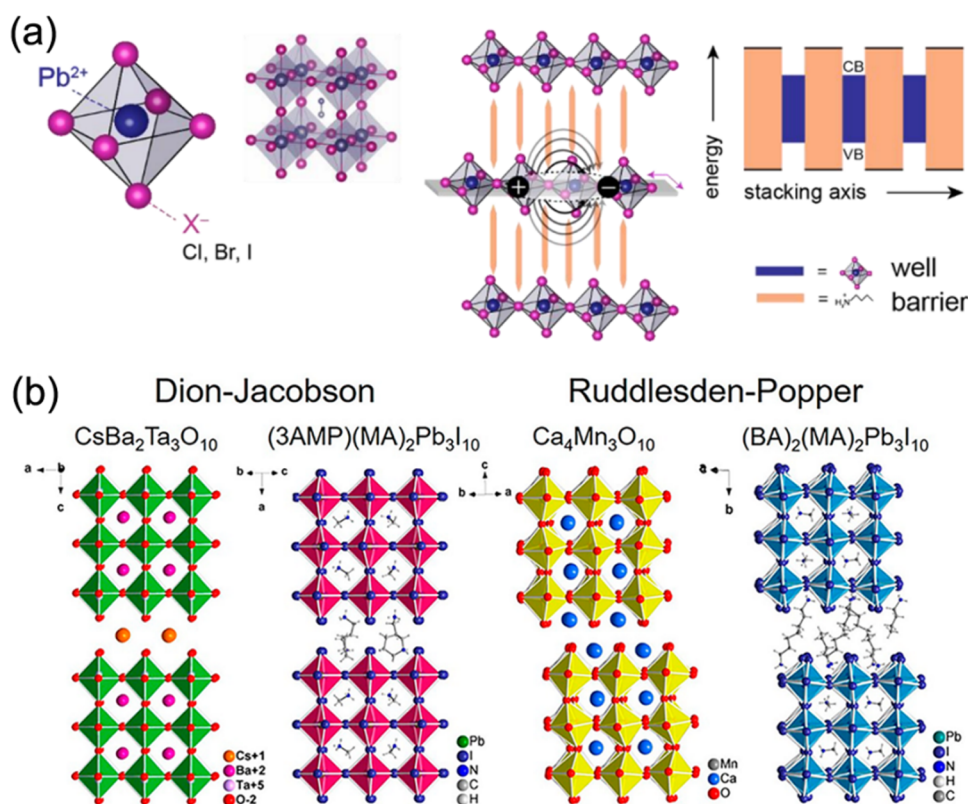 (a)
Pb²⁺
X⁻
Cl, Br, I
+
−
energy
CB
VB
stacking axis
= well
= H₃N⁺ barrier
(b)
Dion-Jacobson
Ruddlesden-Popper
CsBa₂Ta₃O₁₀
(3AMP)(MA)₂Pb₃I₁₀
Ca₄Mn₃O₁₀
(BA)₂(MA)₂Pb₃I₁₀
a b
c
b c
a
c
b a
a
b
Cs+1
Ba+2
Ta+5
O-2
Pb
I
N
C
H
Mn
Ca
O
Pb
I
N
H
C